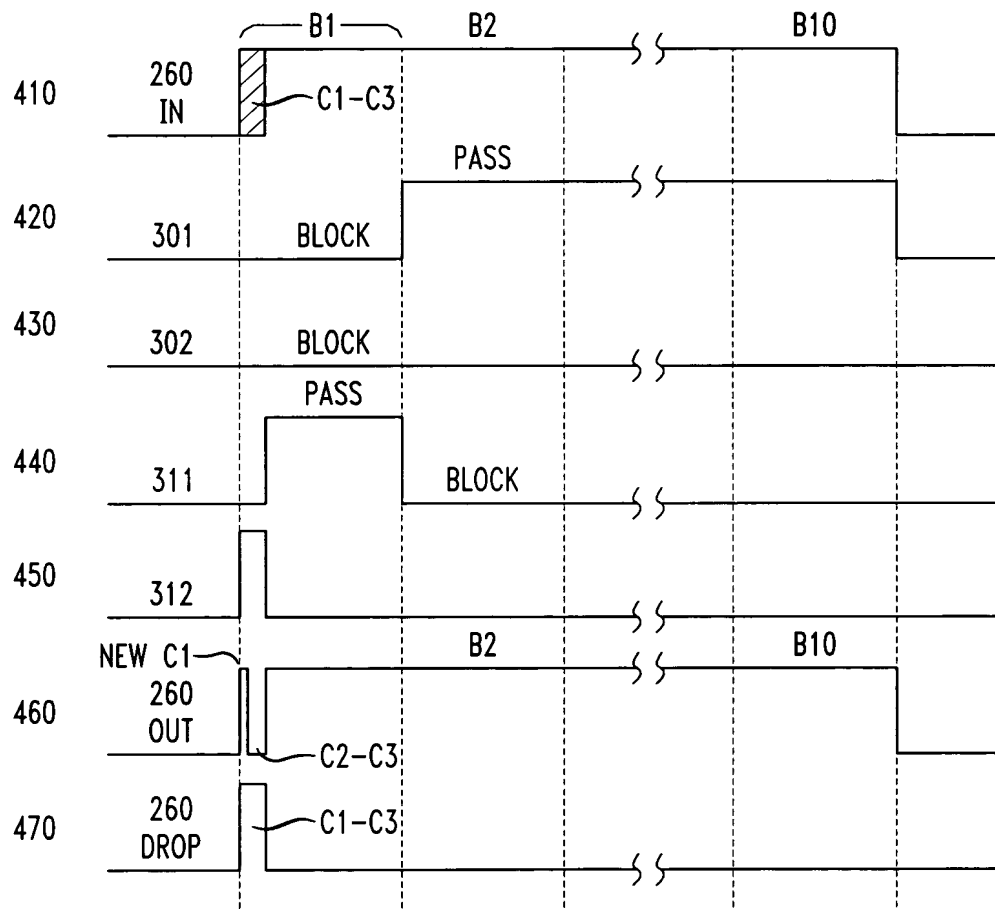 B1 B2 B10
410 260 IN C1-C3
PASS
420 301 BLOCK
430 302 BLOCK
PASS
440 311 BLOCK
450 312
NEW C1 B2 B10
460 260 OUT C2-C3
470 260 DROP C1-C3